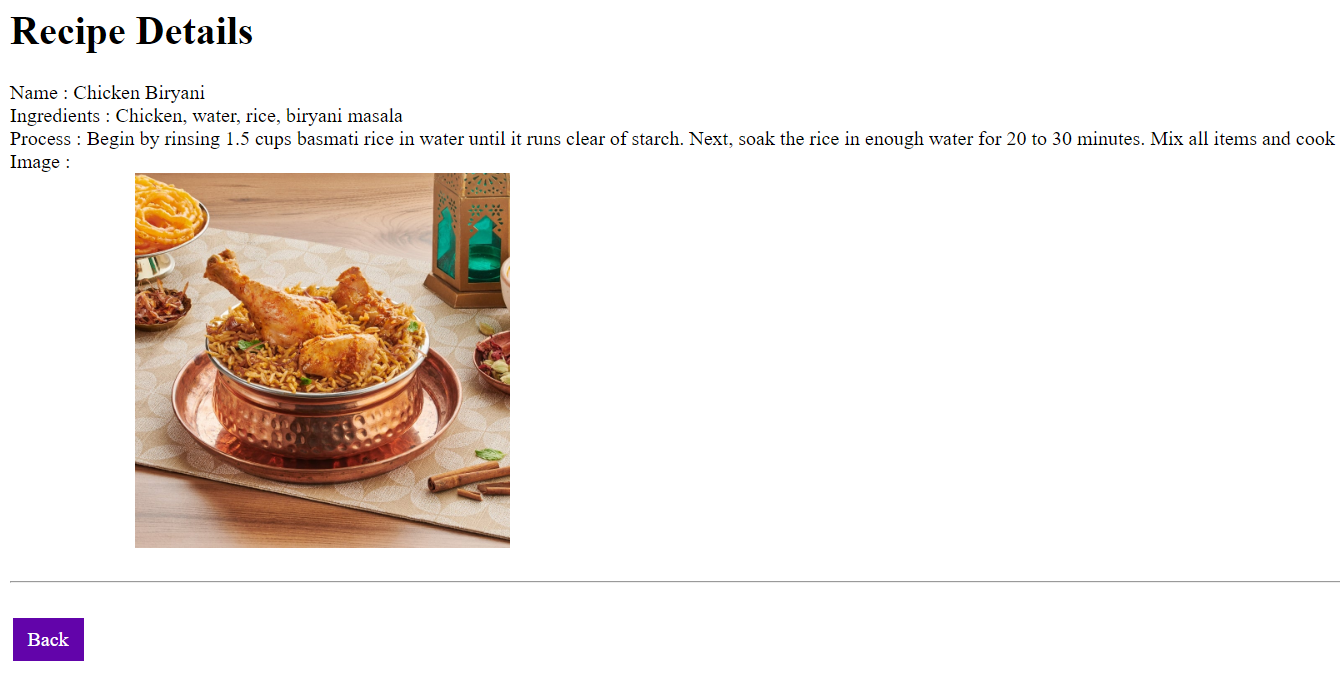 Recipe Details
Name : Chicken Biryani
Ingredients : Chicken, water, rice, biryani masala
Process : Begin by rinsing 1.5 cups basmati rice in water until it runs clear of starch. Next, soak the rice in enough water for 20 to 30 minutes. Mix all items and cook
Image :
Back